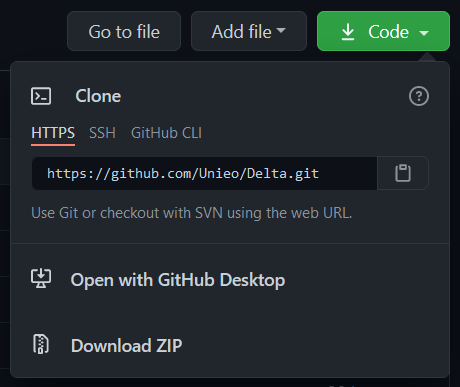 Go to file Add file Code
Clone
HTTPS SSH GitHub CLI
https://github.com/Unieo/Delta.git
Use Git or checkout with SVN using the web URL.
Open with GitHub Desktop
Download ZIP